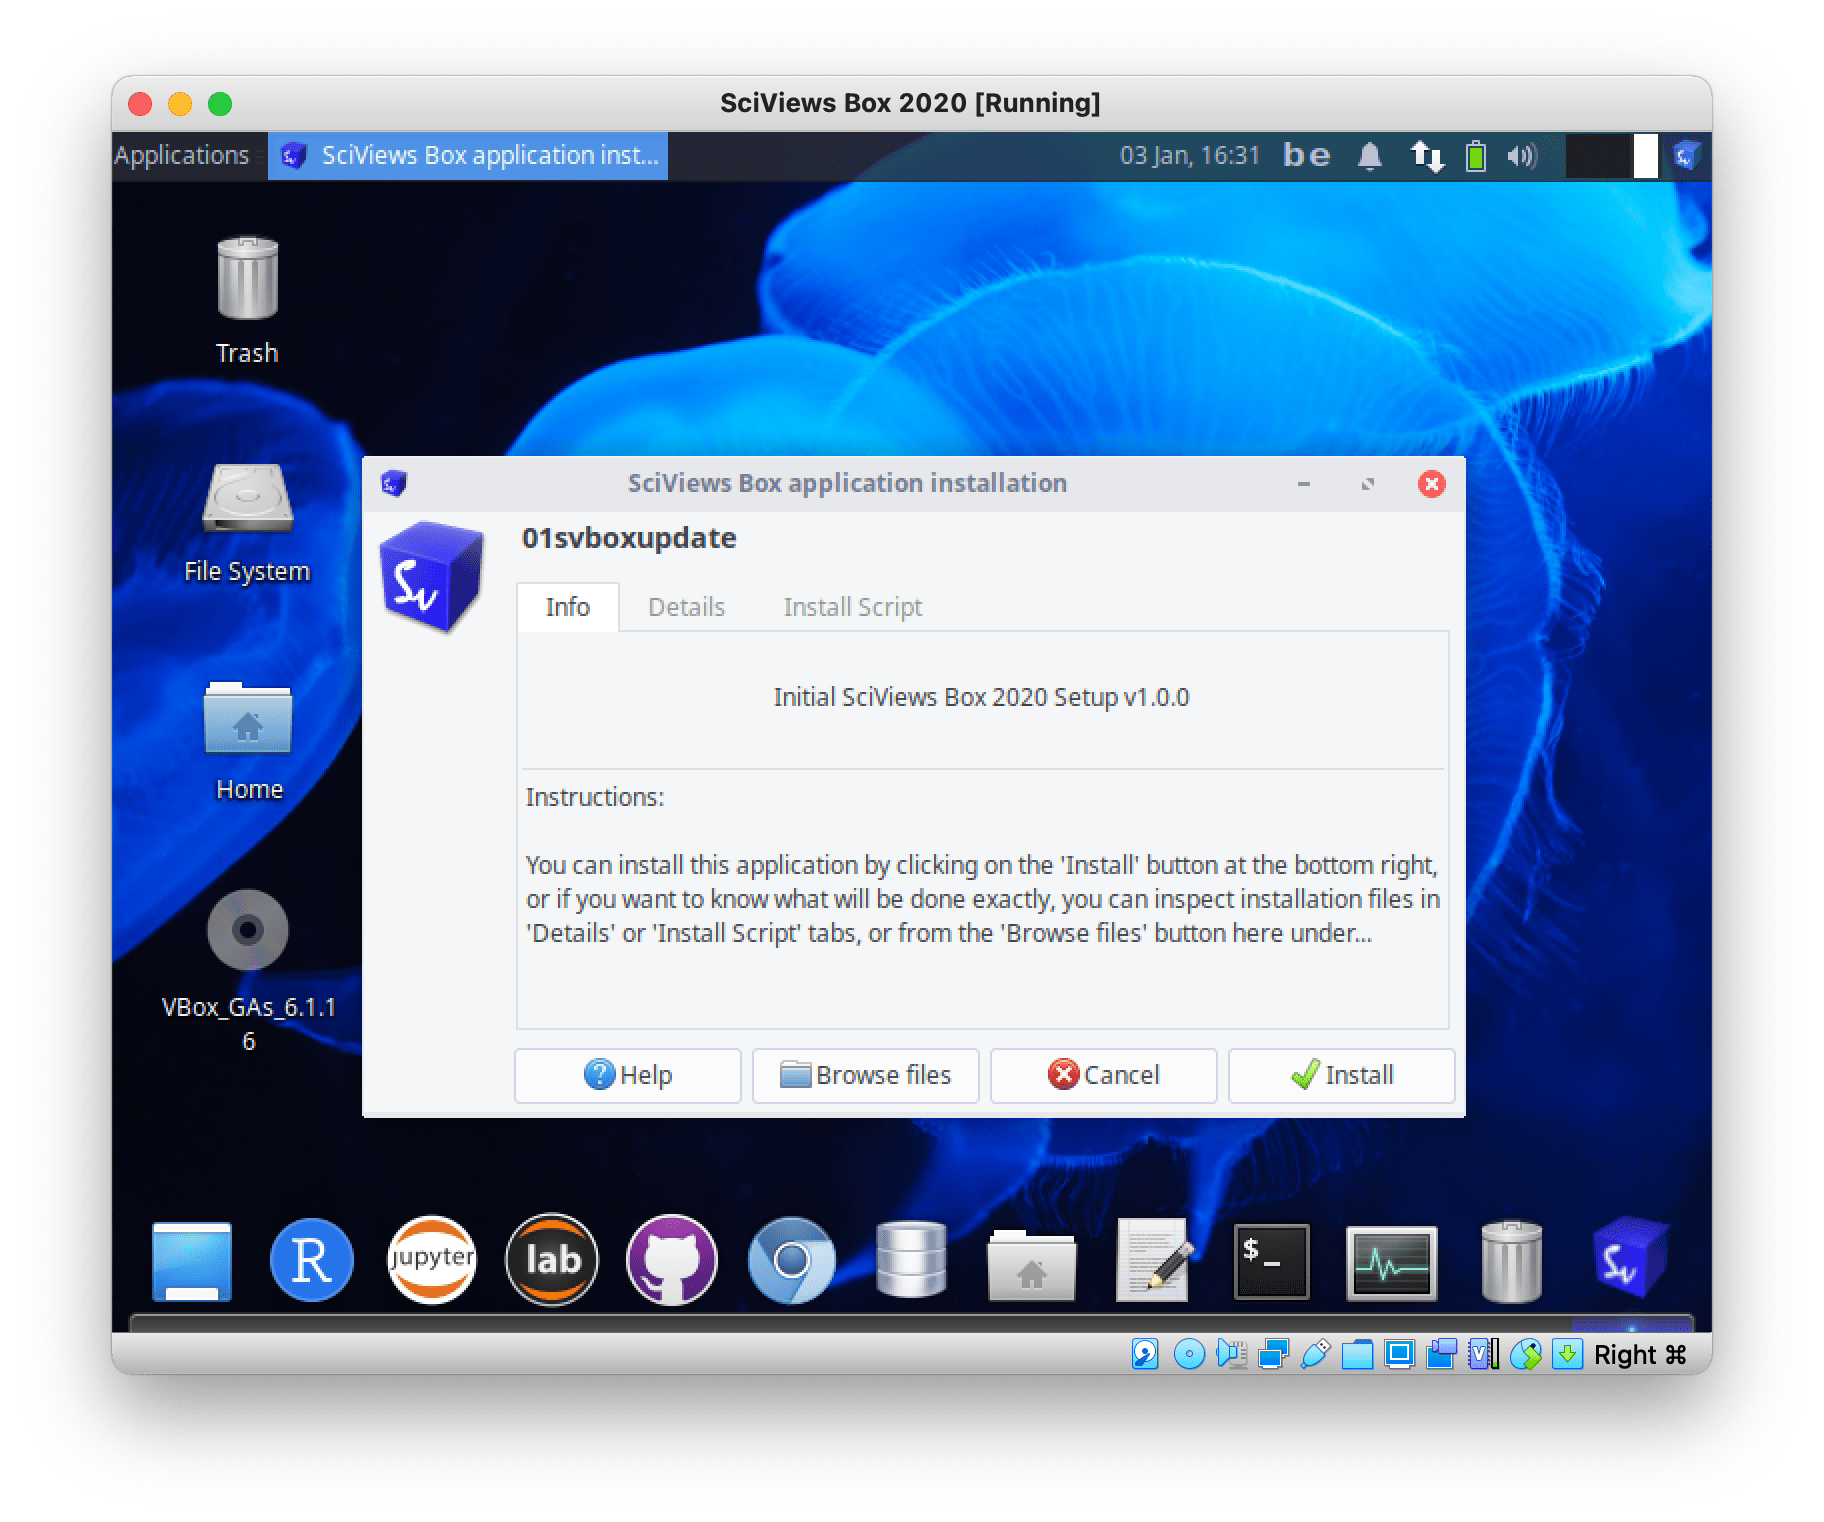 SciViews Box 2020 [Running]
Applications
SciViews Box application inst...
03 Jan, 16:31
be
Trash
File System
Home
VBox_GAs_6.1.1
6
SciViews Box application installation
Sv
01svboxupdate
Info
Details
Install Script
Initial SciViews Box 2020 Setup v1.0.0
Instructions:
You can install this application by clicking on the 'Install' button at the bottom right,
or if you want to know what will be done exactly, you can inspect installation files in
'Details' or 'Install Script' tabs, or from the 'Browse files' button here under...
Help
Browse files
Cancel
Install
R
jupyter
lab
$_
Sv
Right ⌘